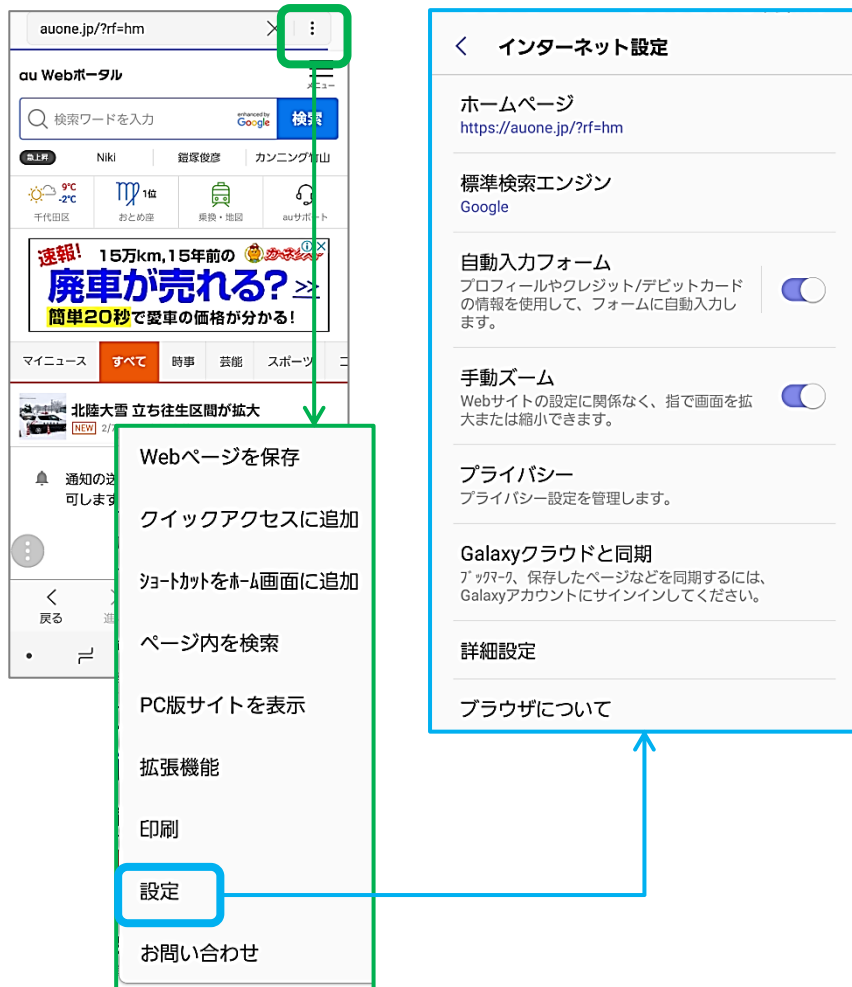 auone.jp/?rf=hm
au Webポータル
メニュー
検索ワードを入力
enhanced by
Google
検索
急上昇
Niki
鎧塚俊彦
カンニング竹山
9℃
-2℃
1位
千代田区
おとめ座
乗換・地図
auサポート
速報!
15万km,15年前の
カーネクスト
廃車が売れる? >>
簡単20秒で愛車の価格が分かる!
マイニュース
すべて
時事
芸能
スポーツ
北陸大雪 立ち往生区間が拡大
NEW 2/
通知の送
可します
戻る
進
Webページを保存
クイックアクセスに追加
ショートカットをホーム画面に追加
ページ内を検索
PC版サイトを表示
拡張機能
印刷
設定
お問い合わせ
インターネット設定
ホームページ
https://auone.jp/?rf=hm
標準検索エンジン
Google
自動入力フォーム
プロフィールやクレジット/デビットカード
の情報を使用して、フォームに自動入力し
ます。
手動ズーム
Webサイトの設定に関係なく、指で画面を拡
大または縮小できます。
プライバシー
プライバシー設定を管理します。
Galaxyクラウドと同期
ブックマーク、保存したページなどを同期するには、
Galaxyアカウントにサインインしてください。
詳細設定
ブラウザについて